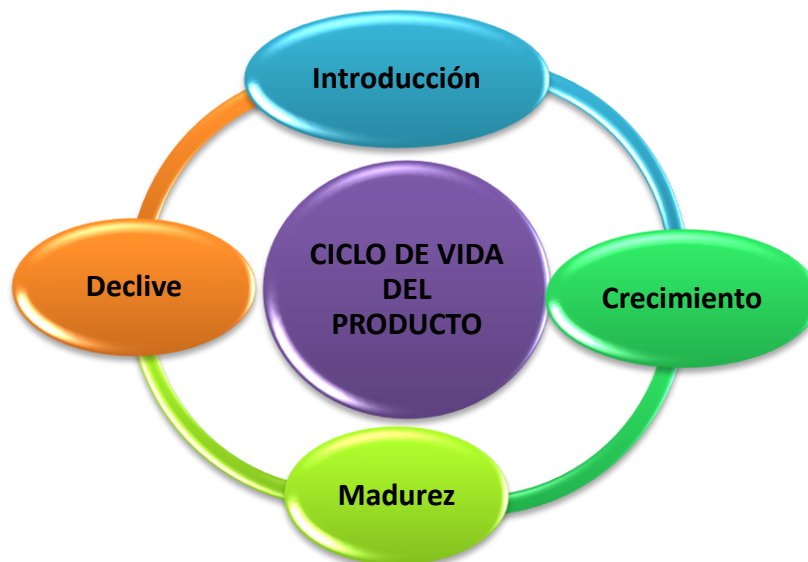 Introducción
Declive
CICLO DE VIDA
DEL
PRODUCTO
Crecimiento
Madurez